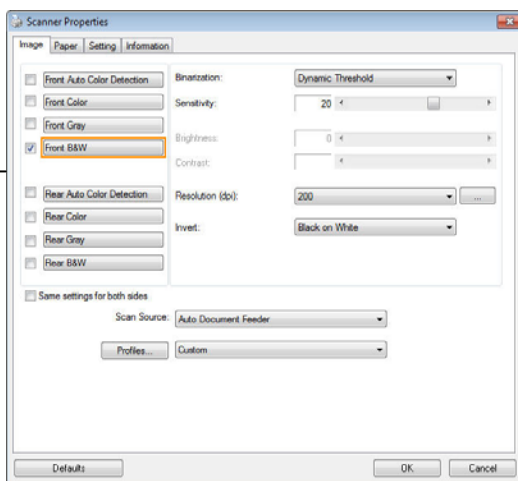 Scanner Properties
Image Paper Setting Information
Front Auto Color Detection
Front Color
Front Gray
Front B&W
Rear Auto Color Detection
Rear Color
Rear Gray
Rear B&W
Binarization: Dynamic Threshold
Sensitivity: 20
Brightness: 0
Contrast:
Resolution (dpi): 200 ...
Invert: Black on White
Same settings for both sides
Scan Source: Auto Document Feeder
Profiles... Custom
Defaults OK Cancel